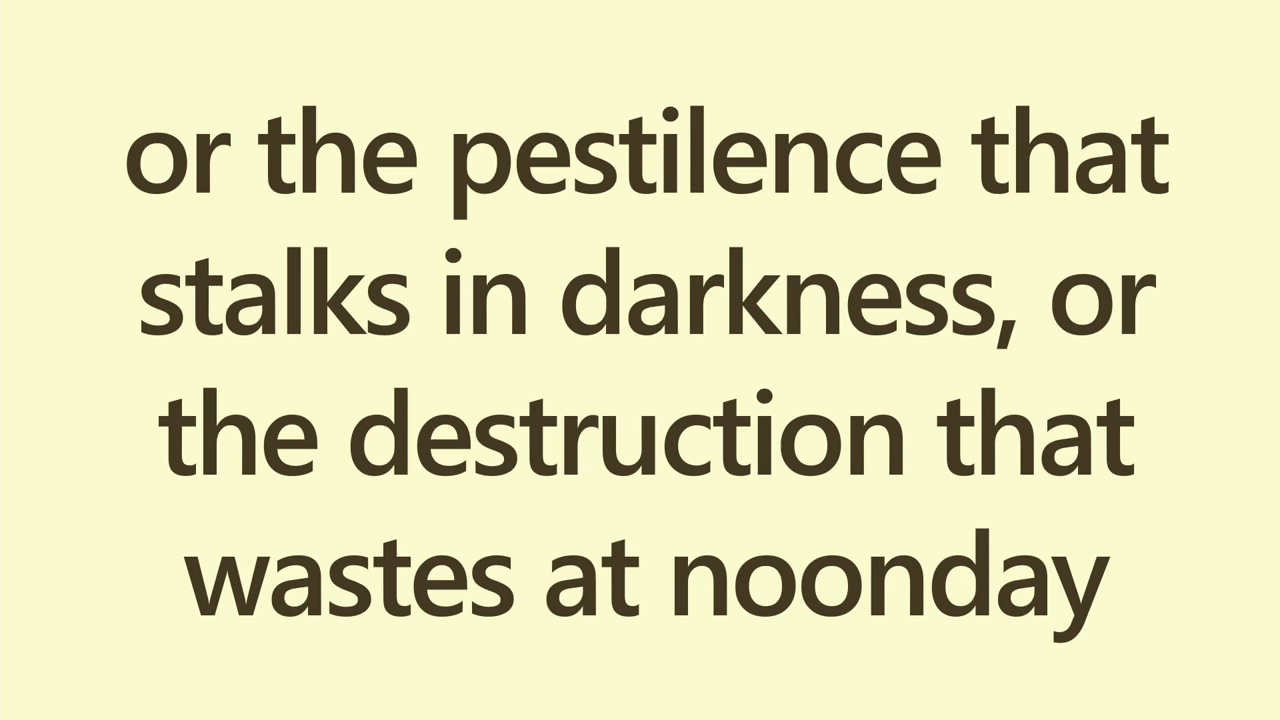 or the pestilence that
stalks in darkness, or
the destruction that
wastes at noonday